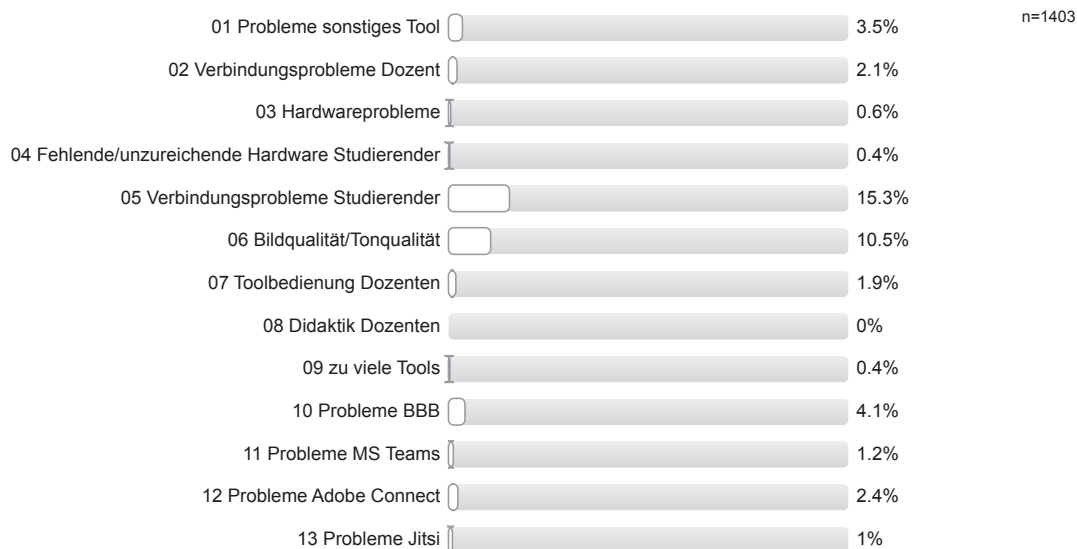 n=1403
01 Probleme sonstiges Tool 3.5%
02 Verbindungsprobleme Dozent 2.1%
03 Hardwareprobleme 0.6%
04 Fehlende/unzureichende Hardware Studierender 0.4%
05 Verbindungsprobleme Studierender 15.3%
06 Bildqualität/Tonqualität 10.5%
07 Toolbedienung Dozenten 1.9%
08 Didaktik Dozenten 0%
09 zu viele Tools 0.4%
10 Probleme BBB 4.1%
11 Probleme MS Teams 1.2%
12 Probleme Adobe Connect 2.4%
13 Probleme Jitsi 1%